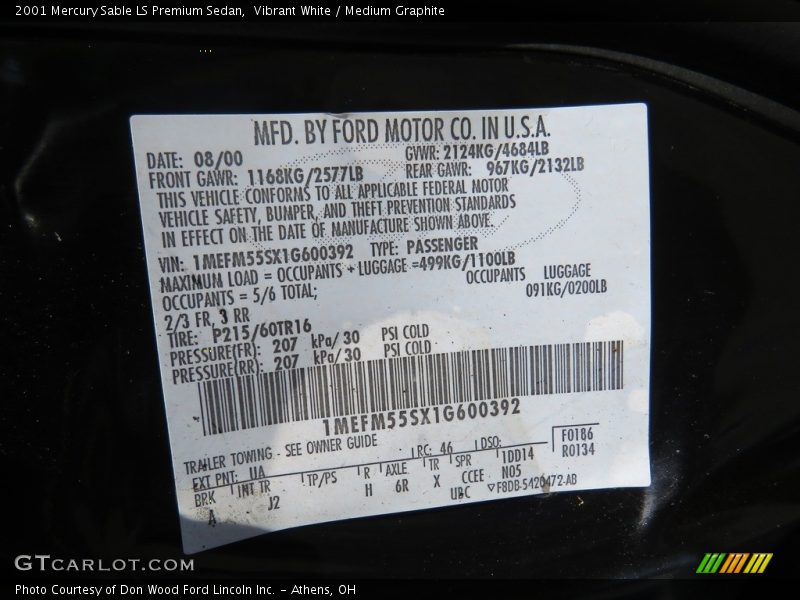 2001 Mercury Sable LS Premium Sedan, Vibrant White / Medium Graphite
MFD. BY FORD MOTOR CO. IN U.S.A.
DATE: 08/00 GVWR: 2124KG/4684LB
FRONT GAWR: 1168KG/2577LB REAR GAWR: 967KG/2132LB
THIS VEHICLE CONFORMS TO ALL APPLICABLE FEDERAL MOTOR
VEHICLE SAFETY, BUMPER, AND THEFT PREVENTION STANDARDS
IN EFFECT ON THE DATE OF MANUFACTURE SHOWN ABOVE.
VIN: 1MEFM55SX1G600392 TYPE: PASSENGER
MAXIMUM LOAD = OCCUPANTS + LUGGAGE =499KG/1100LB
OCCUPANTS = 5/6 TOTAL; OCCUPANTS LUGGAGE
2/3 FR, 3 RR 091KG/0200LB
TIRE: P215/60TR16
PRESSURE(FR): 207 kPa/ 30 PSI COLD
PRESSURE(RR): 207 kPa/ 30 PSI COLD
1MEFM55SX1G600392
TRAILER TOWING - SEE OWNER GUIDE
EXT PNT: UA RC: 46 DSO: F0186
BRK INT TR TP/PS R AXLE TR SPR 1DD14 R0134
A J2 H 6R X CCEE N05
UBC F8DB-5420472-AB
GTCARLOT.COM
Photo Courtesy of Don Wood Ford Lincoln Inc. - Athens, OH